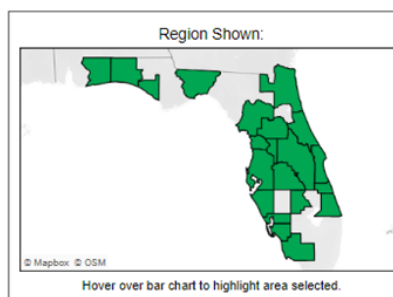 Region Shown:
© Mapbox © OSM
Hover over bar chart to highlight area selected.